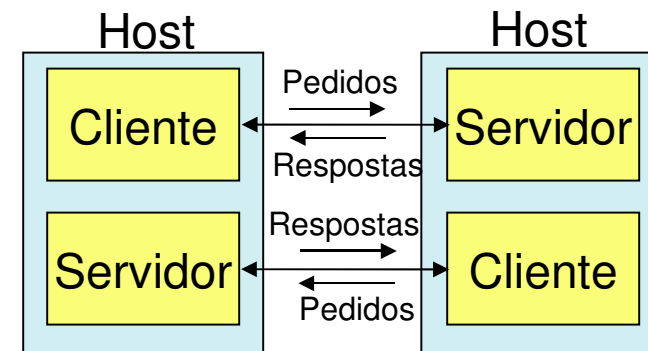 Host
Host
Pedidos
Cliente
Servidor
Respostas
Respostas
Servidor
Cliente
Pedidos